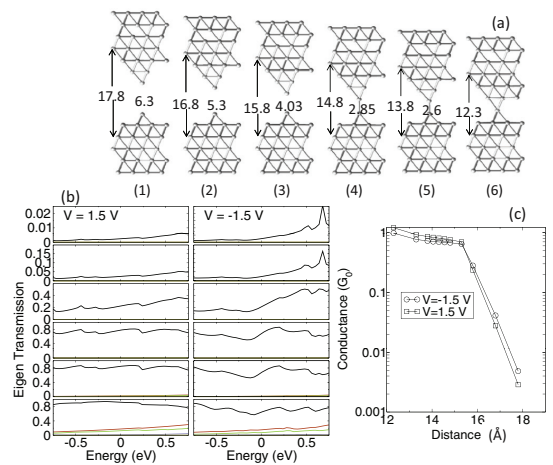 (a)
17.8 6.3 16.8 5.3 15.8 4.03 14.8 2.85 13.8 2.6 12.3
(1) (2) (3) (4) (5) (6)
(b)
V = 1.5 V V = -1.5 V
Eigen Transmission
0.02
0.01
0
0.15
0.1
0.05
0
0.4
0.2
0
0.8
0.4
0
0.8
0.4
0
0.8
0.4
0
-0.5 0 0.5 -0.5 0 0.5
Energy (eV) Energy (eV)
(c)
Conductance (G0)
1
0.1
0.01
0.001
V=-1.5 V
V=1.5 V
12 14 16 18
Distance (Å)